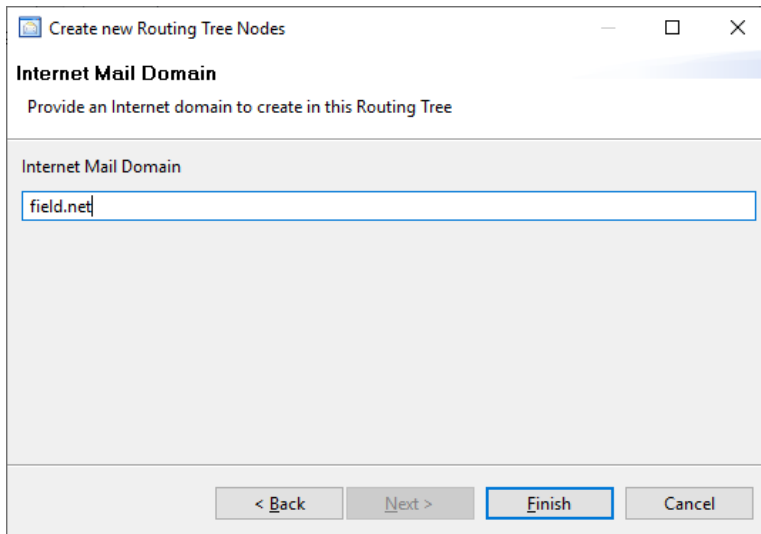 Create new Routing Tree Nodes
Internet Mail Domain
Provide an Internet domain to create in this Routing Tree
Internet Mail Domain
field.net
< Back Next > Finish Cancel